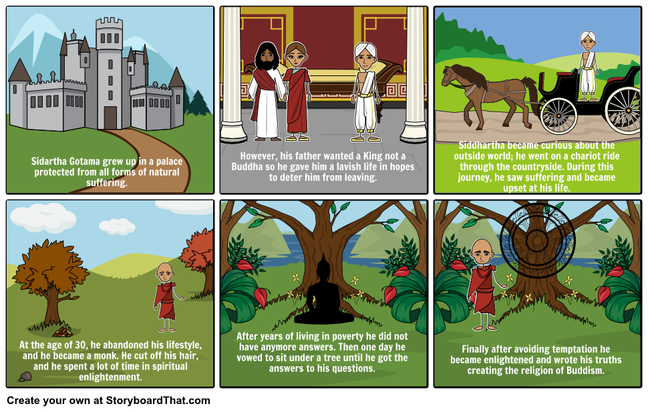 Sidartha Gotama grew up in a palace
protected from all forms of natural
suffering.
However, his father wanted a King not a
Buddha so he gave him a lavish life in hopes
to deter him from leaving.
Siddhartha became curious about the
outside world; he went on a chariot ride
through the countryside. During this
journey, he saw suffering and became
upset at his life.
At the age of 30, he abandoned his lifestyle,
and he became a monk. He cut off his hair,
and he spent a lot of time in spiritual
enlightenment.
After years of living in poverty he did not
have anymore answers. Then one day he
vowed to sit under a tree until he got the
answers to his questions.
Finally after avoiding temptation he
became enlightened and wrote his truths
creating the religion of Buddism.
Create your own at StoryboardThat.com